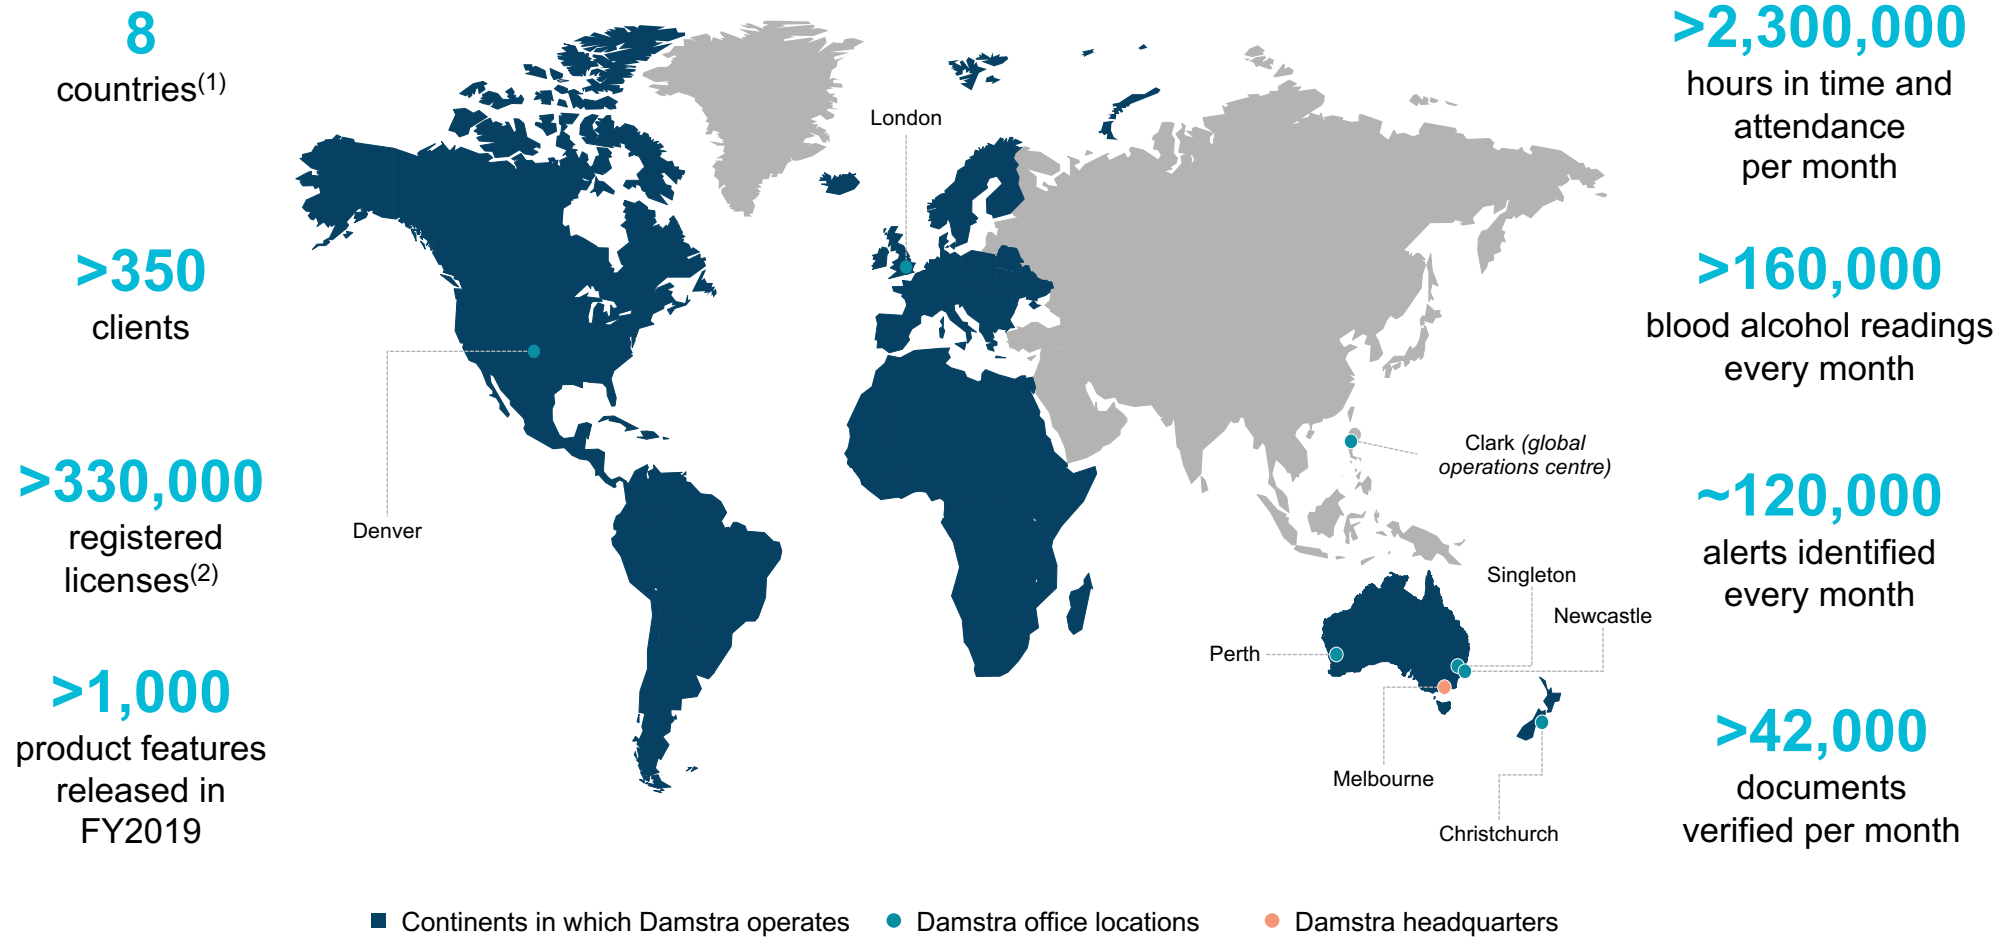 8
countries(1)
>350
clients
>330,000
registered
licenses(2)
>1,000
product features
released in
FY2019
London
Denver
Clark (global
operations centre)
Singleton
Newcastle
Perth
Melbourne
Christchurch
>2,300,000
hours in time and
attendance
per month
>160,000
blood alcohol readings
every month
~120,000
alerts identified
every month
>42,000
documents
verified per month
Continents in which Damstra operates
Damstra office locations
Damstra headquarters